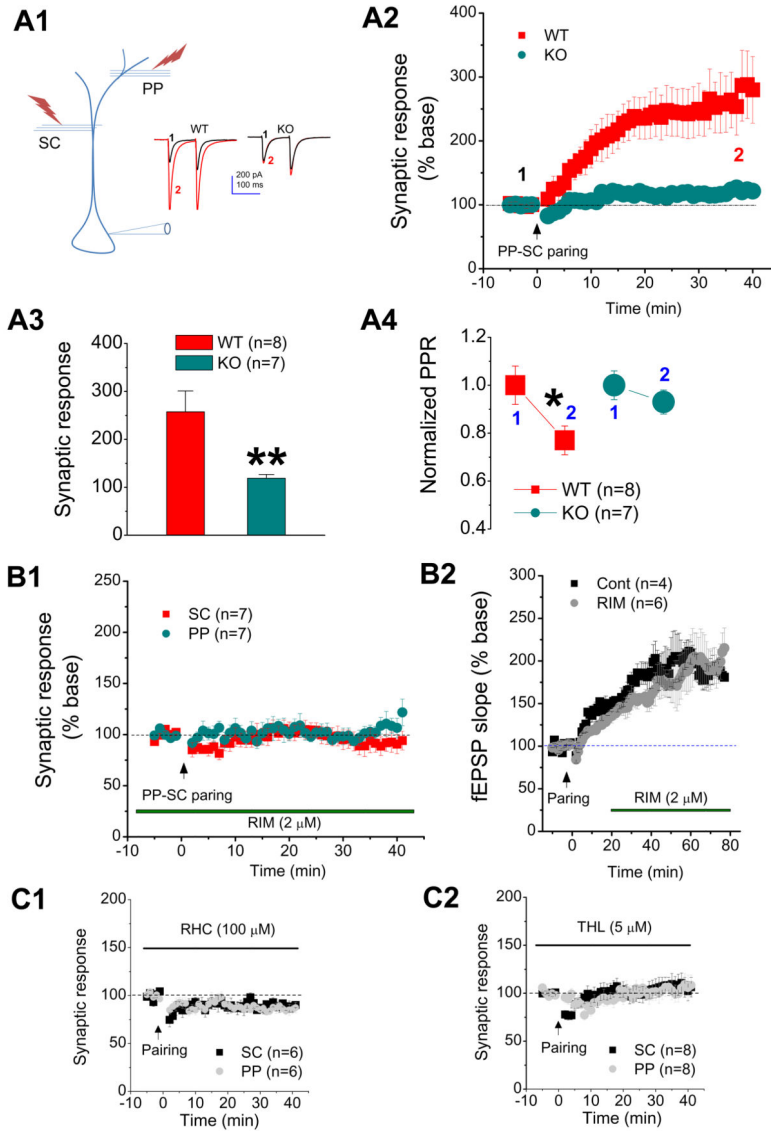 A1
PP
SC
1
WT
2
1
KO
2
200 pA
100 ms
A2
WT
KO
Synaptic response
(% base)
400
300
200
100
0
1
2
PP-SC paring
-10 0 10 20 30 40
Time (min)
A3
WT (n=8)
KO (n=7)
Synaptic response
400
300
200
100
0
**
A4
Normalized PPR
1.2
1.0
0.8
0.6
0.4
1
*
2
1
2
WT (n=8)
KO (n=7)
B1
Synaptic response
(% base)
250
200
150
100
50
0
SC (n=7)
PP (n=7)
PP-SC paring
RIM (2 μM)
-10 0 10 20 30 40
Time (min)
B2
fEPSP slope (% base)
300
250
200
150
100
50
0
Cont (n=4)
RIM (n=6)
Paring
RIM (2 μM)
0 20 40 60 80
Time (min)
C1
Synaptic response
200
150
100
50
0
RHC (100 μM)
Pairing
SC (n=6)
PP (n=6)
-10 0 10 20 30 40
Time (min)
C2
Synaptic response
200
150
100
50
0
THL (5 μM)
Pairing
SC (n=8)
PP (n=8)
-10 0 10 20 30 40
Time (min)